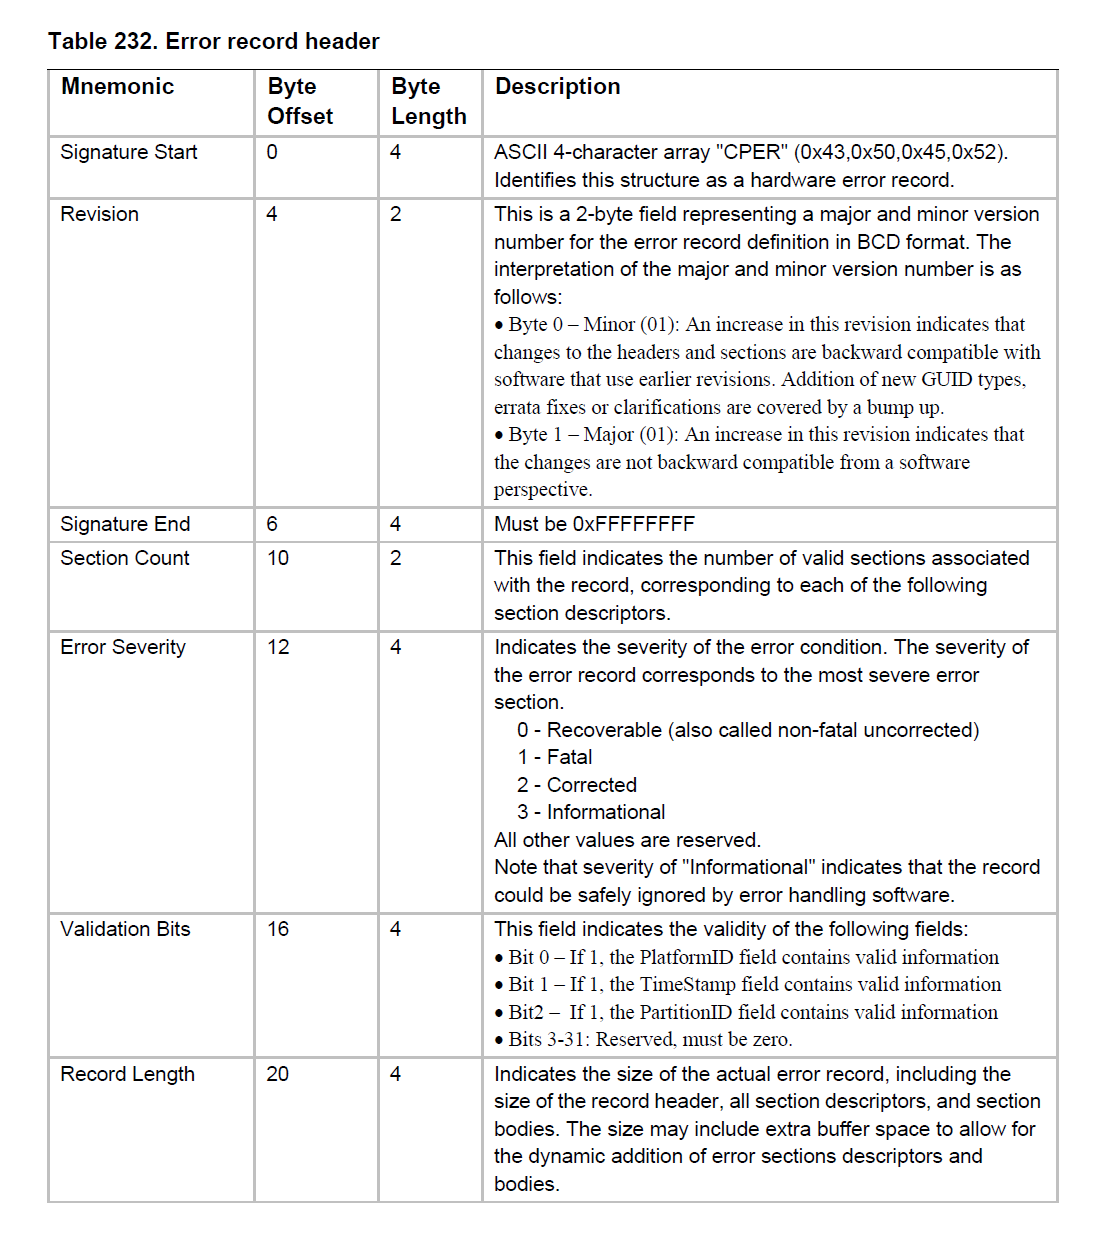 Table 232. Error record header
Mnemonic Byte Offset Byte Length Description
Signature Start 0 4 ASCII 4-character array "CPER" (0x43,0x50,0x45,0x52).
Identifies this structure as a hardware error record.
Revision 4 2 This is a 2-byte field representing a major and minor version
number for the error record definition in BCD format. The
interpretation of the major and minor version number is as
follows:
• Byte 0 – Minor (01): An increase in this revision indicates that
changes to the headers and sections are backward compatible with
software that use earlier revisions. Addition of new GUID types,
errata fixes or clarifications are covered by a bump up.
• Byte 1 – Major (01): An increase in this revision indicates that
the changes are not backward compatible from a software
perspective.
Signature End 6 4 Must be 0xFFFFFFFF
Section Count 10 2 This field indicates the number of valid sections associated
with the record, corresponding to each of the following
section descriptors.
Error Severity 12 4 Indicates the severity of the error condition. The severity of
the error record corresponds to the most severe error
section.
0 - Recoverable (also called non-fatal uncorrected)
1 - Fatal
2 - Corrected
3 - Informational
All other values are reserved.
Note that severity of "Informational" indicates that the record
could be safely ignored by error handling software.
Validation Bits 16 4 This field indicates the validity of the following fields:
• Bit 0 – If 1, the PlatformID field contains valid information
• Bit 1 – If 1, the TimeStamp field contains valid information
• Bit2 – If 1, the PartitionID field contains valid information
• Bits 3-31: Reserved, must be zero.
Record Length 20 4 Indicates the size of the actual error record, including the
size of the record header, all section descriptors, and section
bodies. The size may include extra buffer space to allow for
the dynamic addition of error sections descriptors and
bodies.